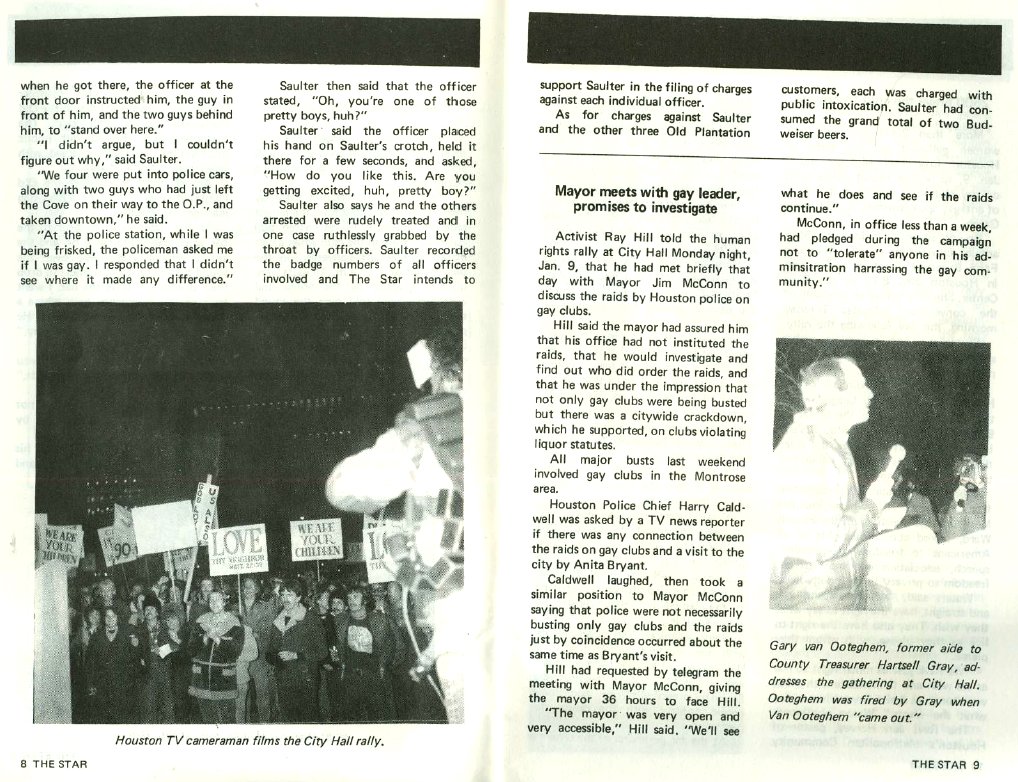 when he got there, the officer at the
front door instructed him, the guy in
front of him, and the two guys behind
him, to "stand over here."
"I didn't argue, but I couldn't
figure out why," said Saulter.
"We four were put into police cars,
along with two guys who had just left
the Cove on their way to the O.P., and
taken downtown," he said.
"At the police station, while I was
being frisked, the policeman asked me
if I was gay. I responded that I didn't
see where it made any difference."
Saulter then said that the officer
stated, "Oh, you're one of those
pretty boys, huh?"
Saulter said the officer placed
his hand on Saulter's crotch, held it
there for a few seconds, and asked,
"How do you like this. Are you
getting excited, huh, pretty boy?"
Saulter also says he and the others
arrested were rudely treated and in
one case ruthlessly grabbed by the
throat by officers. Saulter recorded
the badge numbers of all officers
involved and The Star intends to
WE ARE
YOUR
CHILDREN
'90
GOD
US ALSO
LOVE
THY NEIGHBOR
WE ARE
YOUR
CHILDREN
Houston TV cameraman films the City Hall rally.
8 THE STAR
support Saulter in the filing of charges
against each individual officer.
As for charges against Saulter
and the other three Old Plantation
customers, each was charged with
public intoxication. Saulter had con-
sumed the grand total of two Bud-
weiser beers.
Mayor meets with gay leader,
promises to investigate
Activist Ray Hill told the human
rights rally at City Hall Monday night,
Jan. 9, that he had met briefly that
day with Mayor Jim McConn to
discuss the raids by Houston police on
gay clubs.
Hill said the mayor had assured him
that his office had not instituted the
raids, that he would investigate and
find out who did order the raids, and
that he was under the impression that
not only gay clubs were being busted
but there was a citywide crackdown,
which he supported, on clubs violating
liquor statutes.
All major busts last weekend
involved gay clubs in the Montrose
area.
Houston Police Chief Harry Cald-
well was asked by a TV news reporter
if there was any connection between
the raids on gay clubs and a visit to the
city by Anita Bryant.
Caldwell laughed, then took a
similar position to Mayor McConn
saying that police were not necessarily
busting only gay clubs and the raids
just by coincidence occurred about the
same time as Bryant's visit.
Hill had requested by telegram the
meeting with Mayor McConn, giving
the mayor 36 hours to face Hill.
"The mayor was very open and
very accessible," Hill said. "We'll see
what he does and see if the raids
continue."
McConn, in office less than a week,
had pledged during the campaign
not to "tolerate" anyone in his ad-
minsitration harrassing the gay com-
munity."
Gary van Ooteghem, former aide to
County Treasurer Hartsell Gray, ad-
dresses the gathering at City Hall.
Ooteghem was fired by Gray when
Van Ooteghem "came out."
THE STAR 9